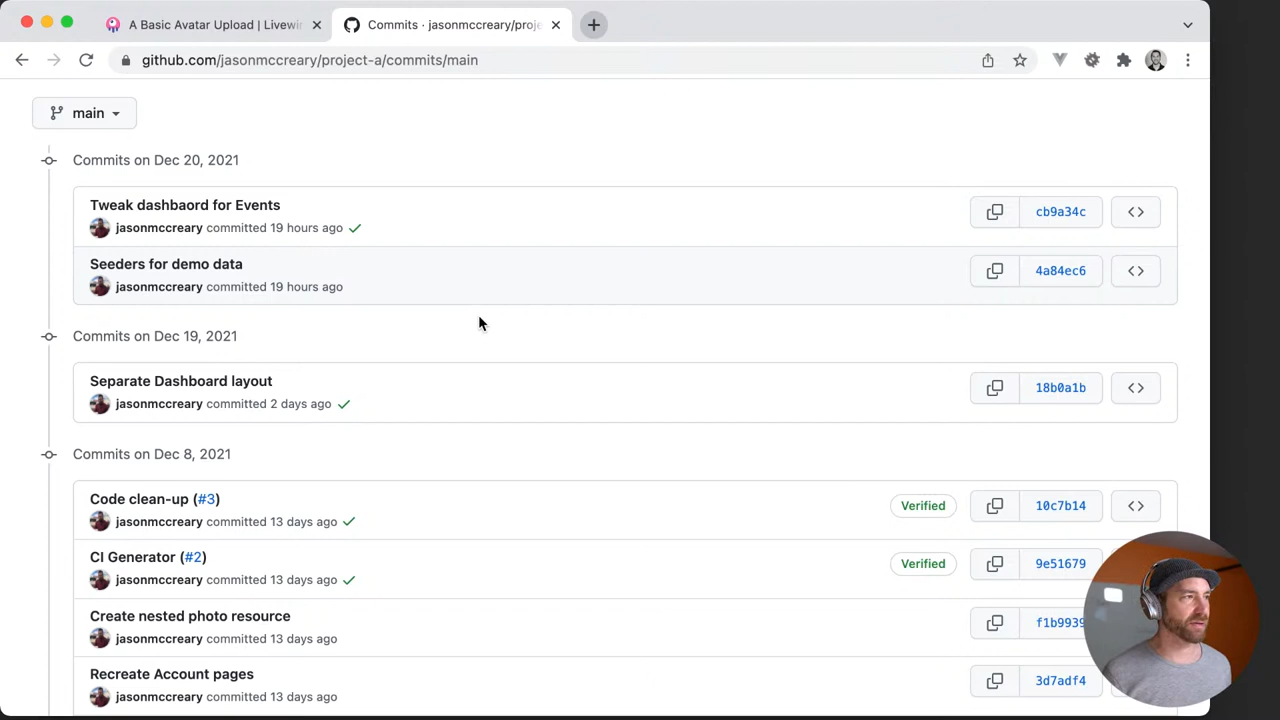 A Basic Avatar Upload | Livewir
Commits · jasonmccreary/proje
github.com/jasonmccreary/project-a/commits/main
main
Commits on Dec 20, 2021
Tweak dashbaord for Events
cb9a34c
jasonmccreary committed 19 hours ago
Seeders for demo data
4a84ec6
jasonmccreary committed 19 hours ago
Commits on Dec 19, 2021
Separate Dashboard layout
18b0a1b
jasonmccreary committed 2 days ago
Commits on Dec 8, 2021
Code clean-up (#3)
Verified
10c7b14
jasonmccreary committed 13 days ago
CI Generator (#2)
Verified
9e51679
jasonmccreary committed 13 days ago
Create nested photo resource
f1b9939
jasonmccreary committed 13 days ago
Recreate Account pages
3d7adf4
jasonmccreary committed 13 days ago